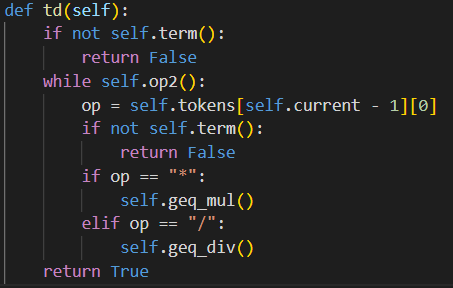 def td(self):
    if not self.term():
        return False
    while self.op2():
        op = self.tokens[self.current - 1][0]
        if not self.term():
            return False
        if op == "*":
            self.geq_mul()
        elif op == "/":
            self.geq_div()
    return True